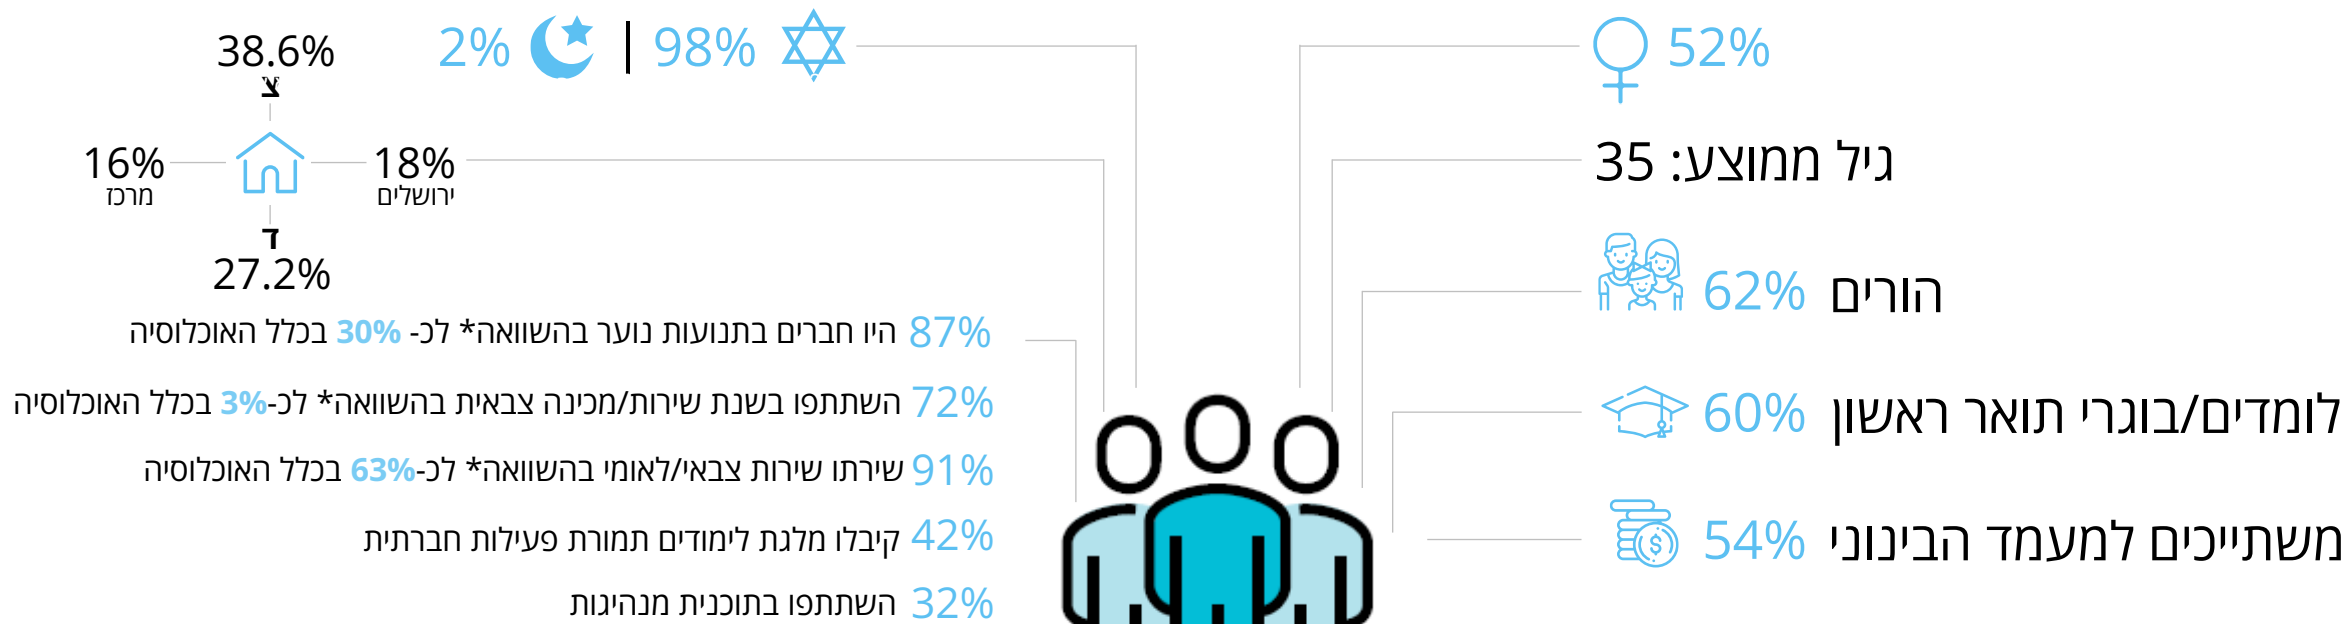 52%
גיל ממוצע: 35
הורים 62%
לומדים/בוגרי תואר ראשון 60%
משתייכים למעמד הבינוני 54%
98% | 2%
38.6%
צ
18%
ירושלים
16%
מרכז
ד
27.2%
87% היו חברים בתנועות נוער בהשוואה* לכ- 30% בכלל האוכלוסיה
72% השתתפו בשנת שירות/מכינה צבאית בהשוואה* לכ-3% בכלל האוכלוסיה
91% שירתו שירות צבאי/לאומי בהשוואה* לכ-63% בכלל האוכלוסיה
42% קיבלו מלגת לימודים תמורת פעילות חברתית
32% השתתפו בתוכנית מנהיגות